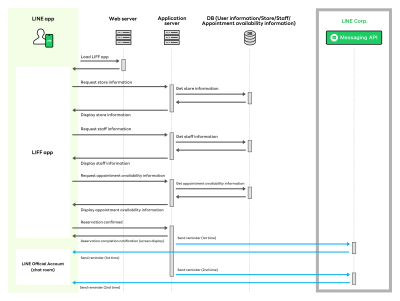 LINE app
Web server
Application
server
DB (User information/Store/Staff/
Appointment availability information)
LINE Corp.
Messaging API
Load LIFF app
Request store information
Get store information
Display store information
Request staff information
Get staff information
Display staff information
LIFF app
Request appointment availability information
Get appointment availability information
Display appointment availability information
Reservation confirmed
Reservation completion notification (screen display)
Send reminder (1st time)
Send reminder (1st time)
LINE Official Account
(chat room)
Send reminder (2nd time)
Send reminder (2nd time)